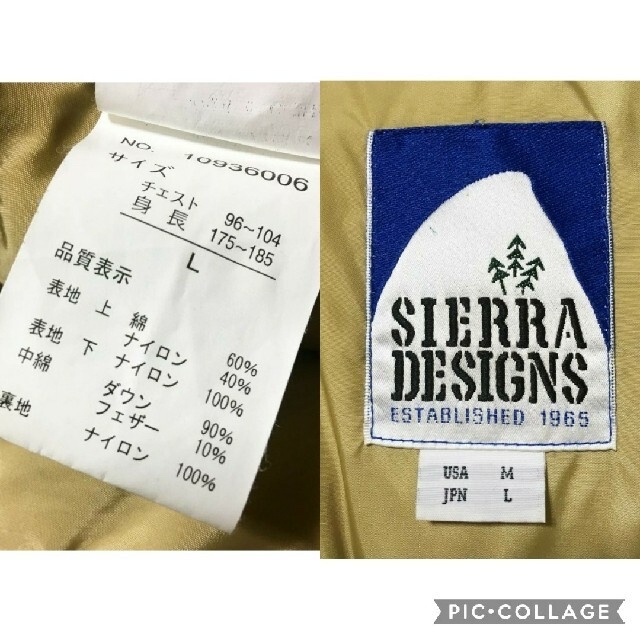 NO. 10936006
サイズ
チェスト 96~104
身長 175~185
L
品質表示
表地 上 綿 60%
ナイロン 40%
表地 下 ナイロン 100%
中綿 ダウン 90%
フェザー 10%
裏地 ナイロン 100%
SIERRA
DESIGNS
ESTABLISHED 1965
USA M
JPN L
PIC•COLLAGE